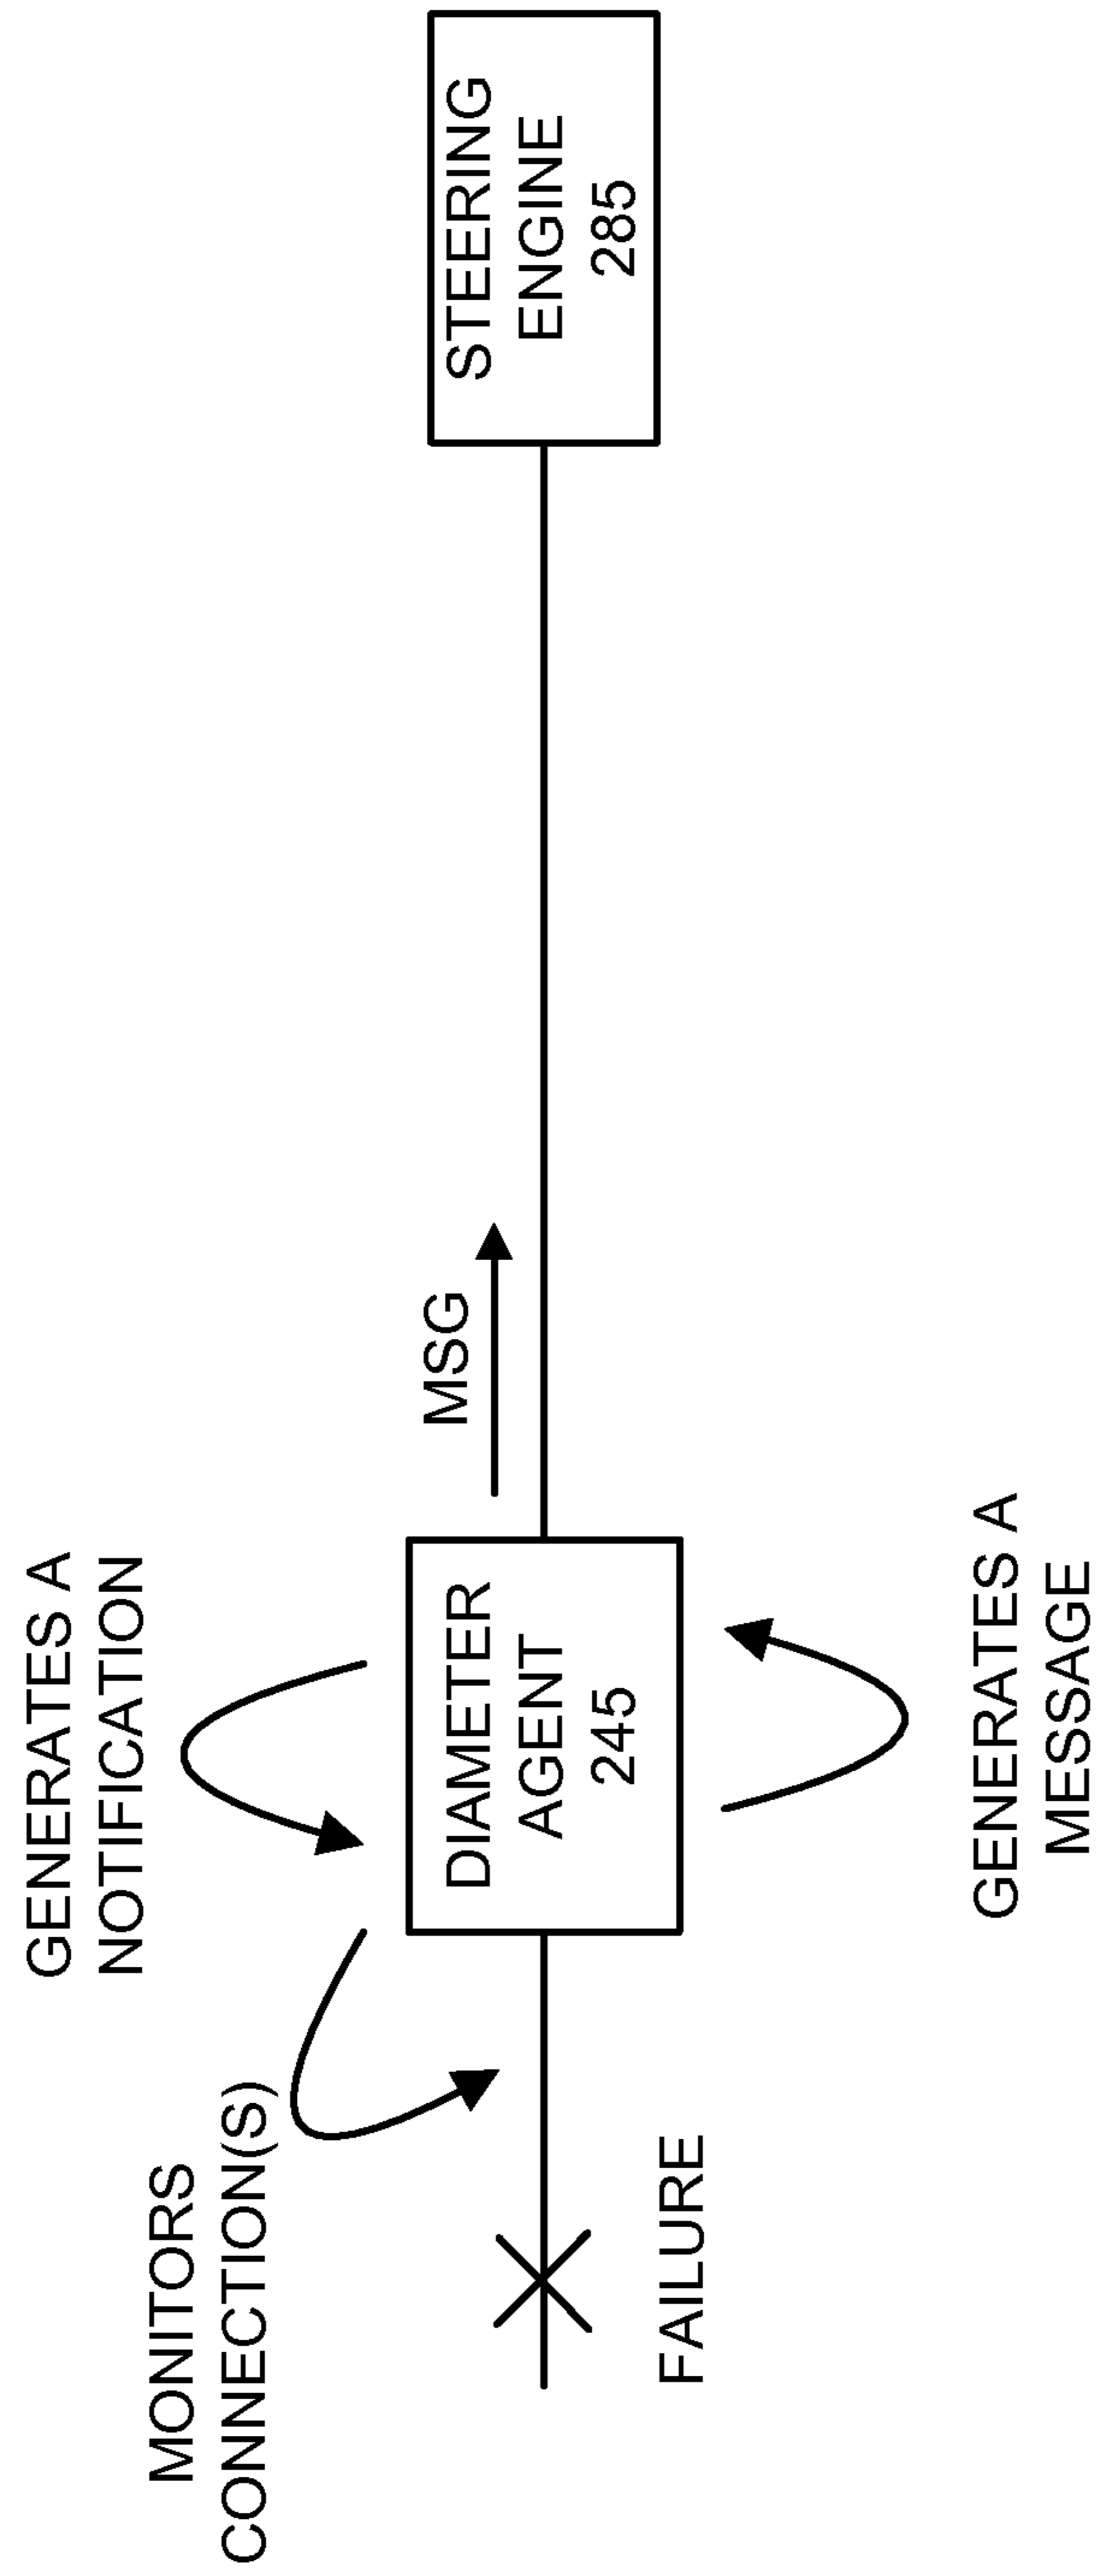 GENERATES A
NOTIFICATION
MONITORS
CONNECTION(S)
MSG
STEERING
ENGINE
285
DIAMETER
AGENT
245
FAILURE
GENERATES A
MESSAGE